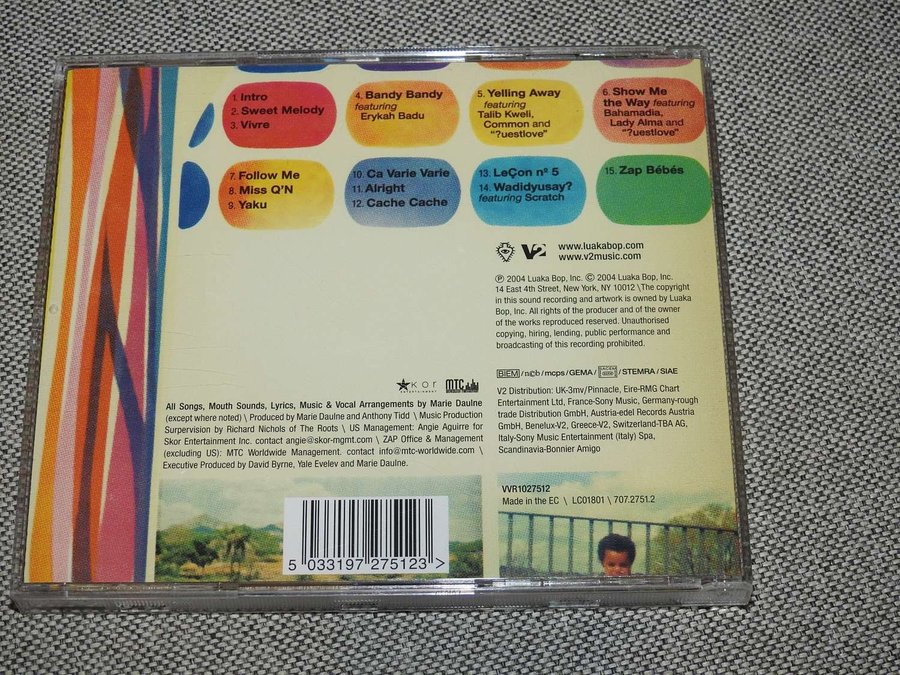 1. Intro
2. Sweet Melody
3. Vivre
4. Bandy Bandy
featuring
Erykah Badu
5. Yelling Away
featuring
Talib Kweli,
Common and
"?uestlove"
6. Show Me
the Way featuring
Bahamadia,
Lady Alma and
"?uestlove"
7. Follow Me
8. Miss Q'N
9. Yaku
10. Ca Varie Varie
11. Alright
12. Cache Cache
13. LeÇon nº 5
14. Wadidyusay?
featuring Scratch
15. Zap Bébés
V2
www.luakabop.com
www.v2music.com
℗ 2004 Luaka Bop, Inc. © 2004 Luaka Bop, Inc.
14 East 4th Street, New York, NY 10012 \ The copyright
in this sound recording and artwork is owned by Luaka
Bop, Inc. All rights of the producer and of the owner
of the works reproduced reserved. Unauthorised
copying, hiring, lending, public performance and
broadcasting of this recording prohibited.
BIEM / ncb / mcps / GEMA / SACEM / STEMRA / SIAE
V2 Distribution: UK-3mv/Pinnacle, Eire-RMG Chart
Entertainment Ltd, France-Sony Music, Germany-rough
trade Distribution GmbH, Austria-edel Records Austria
GmbH, Benelux-V2, Greece-V2, Switzerland-TBA AG,
Italy-Sony Music Entertainment (Italy) Spa,
Scandinavia-Bonnier Amigo
kor
MTC
All Songs, Mouth Sounds, Lyrics, Music & Vocal Arrangements by Marie Daulne
(except where noted) \ Produced by Marie Daulne and Anthony Tidd \ Music Production
Surpervision by Richard Nichols of The Roots \ US Management: Angie Aguirre for
Skor Entertainment Inc. contact angie@skor-mgmt.com \ ZAP Office & Management
(excluding US): MTC Worldwide Management. contact info@mtc-worldwide.com \
Executive Produced by David Byrne, Yale Evelev and Marie Daulne.
VVR1027512
Made in the EC \ LC01801 \ 707.2751.2
5 033197 275123 >